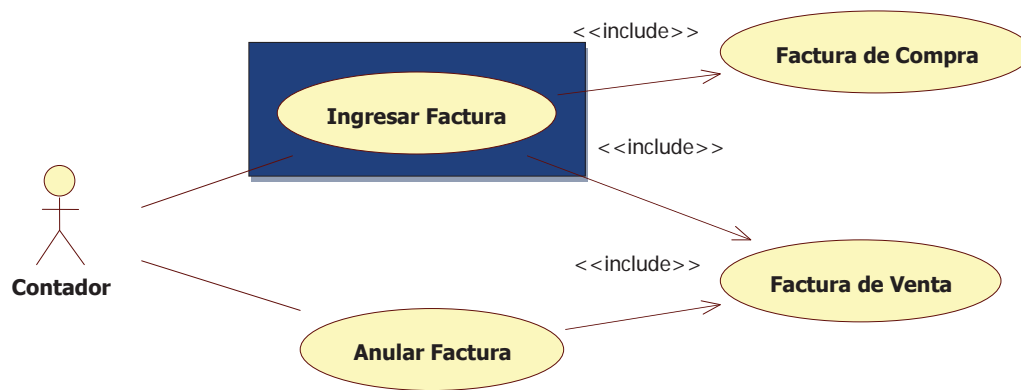 <<include>>
Factura de Compra
Ingresar Factura
<<include>>
Contador
<<include>>
Factura de Venta
Anular Factura